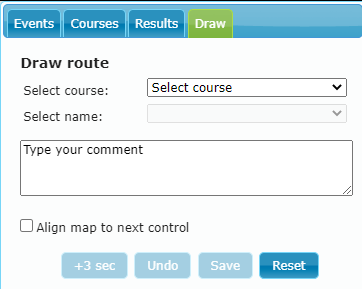 Events Courses Results Draw
Draw route
Select course: Select course
Select name:
Type your comment
Align map to next control
+3 sec Undo Save Reset